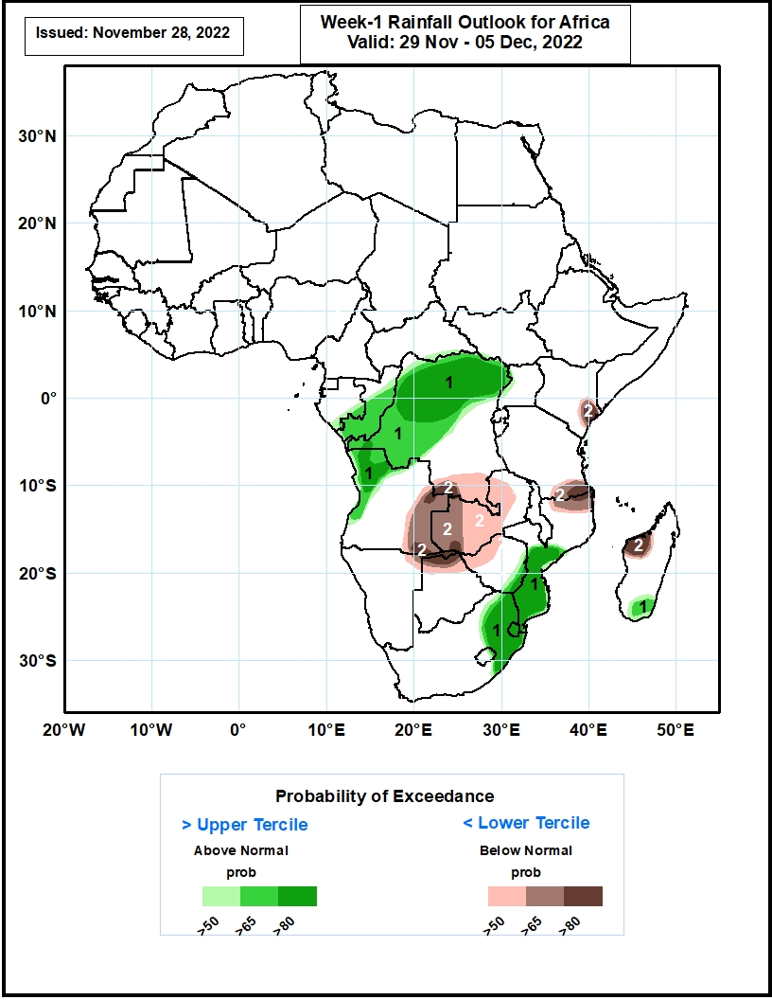 Issued: November 28, 2022
Week-1 Rainfall Outlook for Africa
Valid: 29 Nov - 05 Dec, 2022
30°N
20°N
10°N
0°
10°S
20°S
30°S
1
1
1
2
2
2
2
2
2
2
1
1
1
20°W
10°W
0°
10°E
20°E
30°E
40°E
50°E
Probability of Exceedance
> Upper Tercile
< Lower Tercile
Above Normal
Below Normal
prob
prob
>50
>65
>80
>50
>65
>80